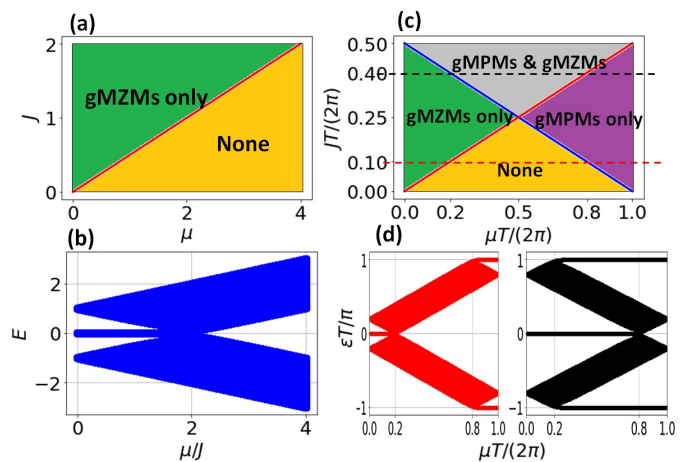 (a)
2
1
0
J
gMZMs only
None
0
2
4
μ
(c)
0.50
0.40
0.25
0.10
0.00
JT/(2π)
gMPMs & gMZMs
gMZMs only
gMPMs only
None
0.0
0.2
0.5
0.8
1.0
μT/(2π)
(b)
2
0
−2
E
0
2
4
μ/J
(d)
1
0
−1
εT/π
0.0
0.2
1.0
1
0
−1
0.0
0.2
0.8
1.0
μT/(2π)